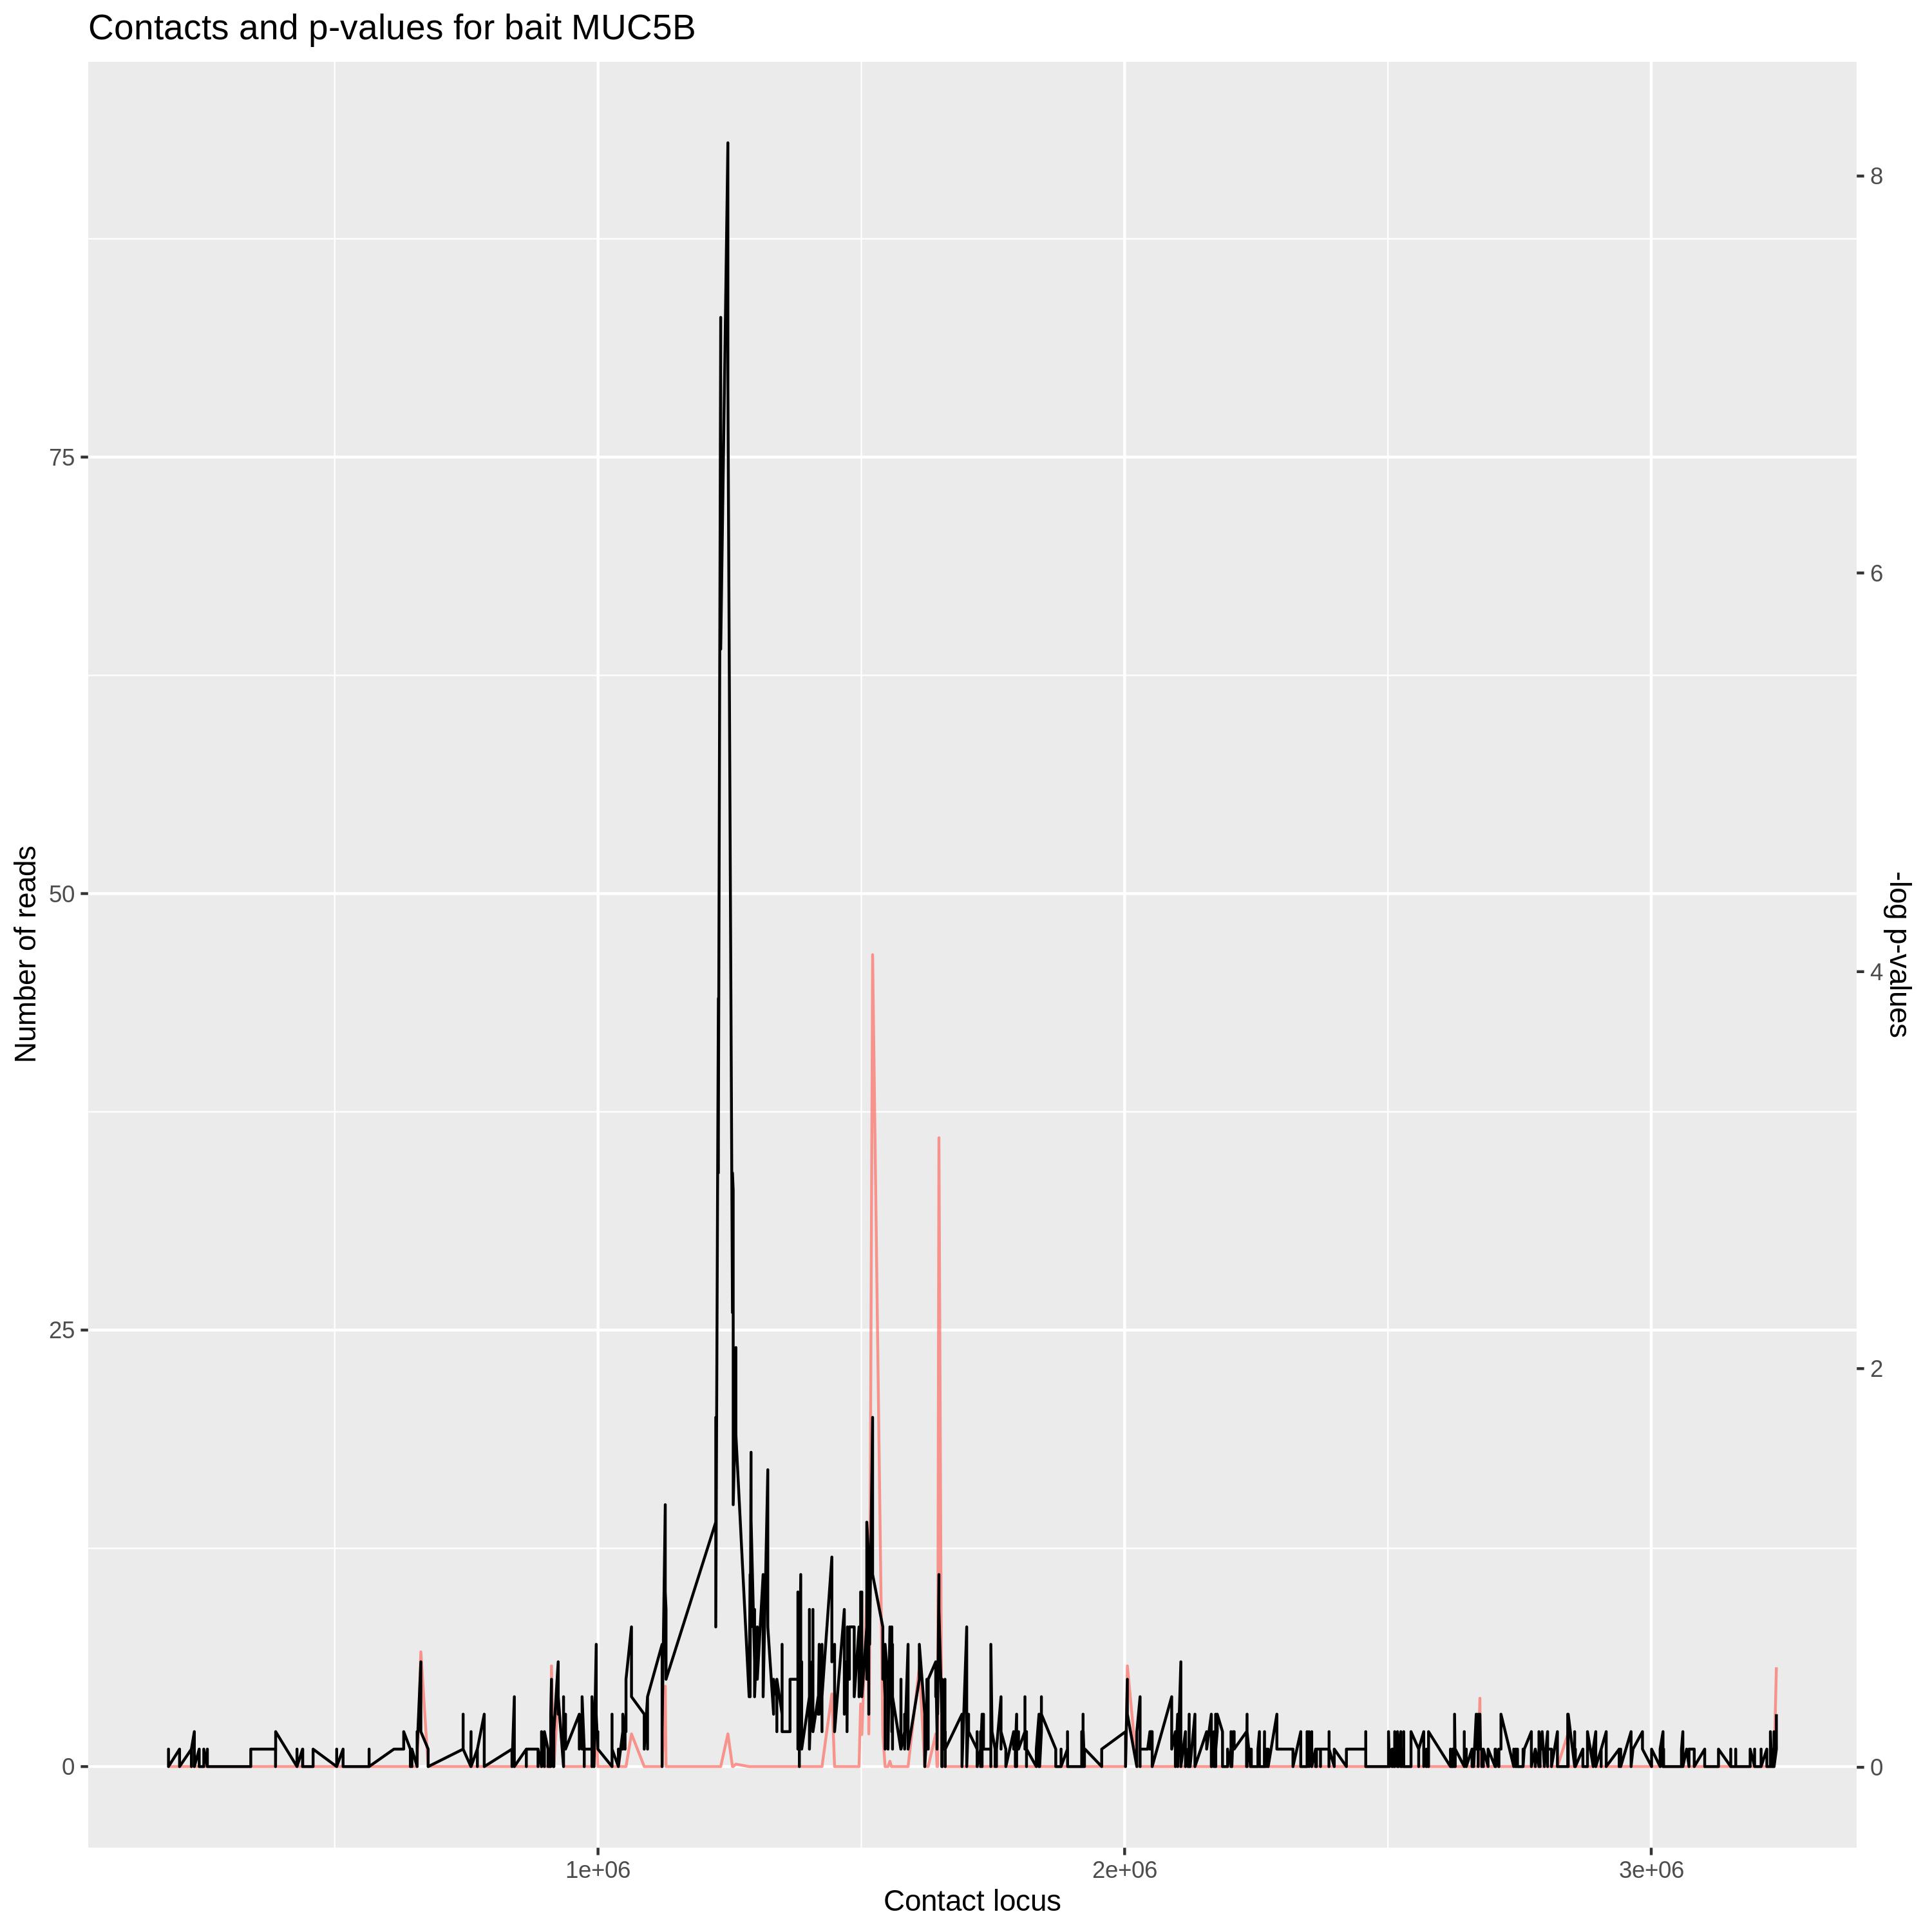 Contacts and p-values for bait MUC5B
Number of reads
75
50
25
0
8
6
4
2
0
-log p-values
1e+06
2e+06
3e+06
Contact locus